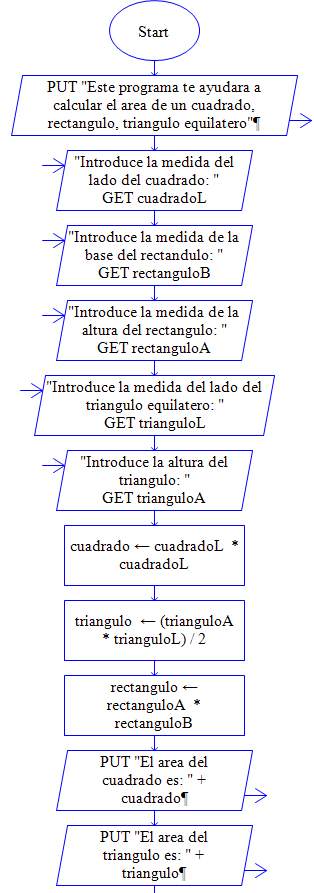 Start
PUT "Este programa te ayudara a
calcular el area de un cuadrado,
rectangulo, triangulo equilatero"¶
"Introduce la medida del
lado del cuadrado: "
GET cuadradoL
"Introduce la medida de la
base del rectandulo: "
GET rectanguloB
"Introduce la medida de la
altura del rectangulo: "
GET rectanguloA
"Introduce la medida del lado del
triangulo equilatero: "
GET trianguloL
"Introduce la altura del
triangulo: "
GET trianguloA
cuadrado ← cuadradoL *
cuadradoL
triangulo ← (trianguloA
* trianguloL) / 2
rectangulo ←
rectanguloA *
rectanguloB
PUT "El area del
cuadrado es: " +
cuadrado¶
PUT "El area del
triangulo es: " +
triangulo¶